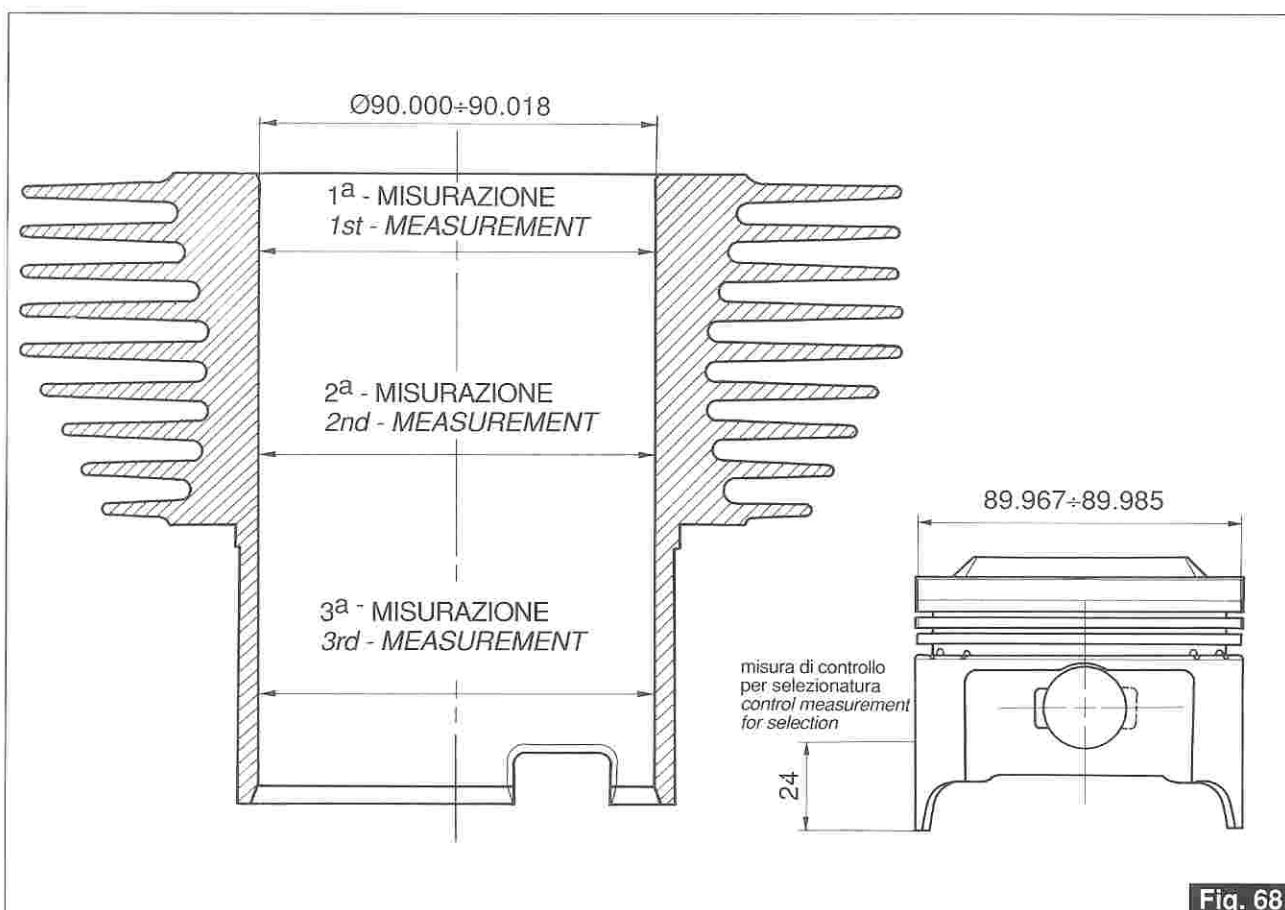 Ø90.000÷90.018
1a - MISURAZIONE
1st - MEASUREMENT
2a - MISURAZIONE
2nd - MEASUREMENT
3a - MISURAZIONE
3rd - MEASUREMENT
89.967÷89.985
misura di controllo
per selezionatura
control measurement
for selection
24
Fig. 68